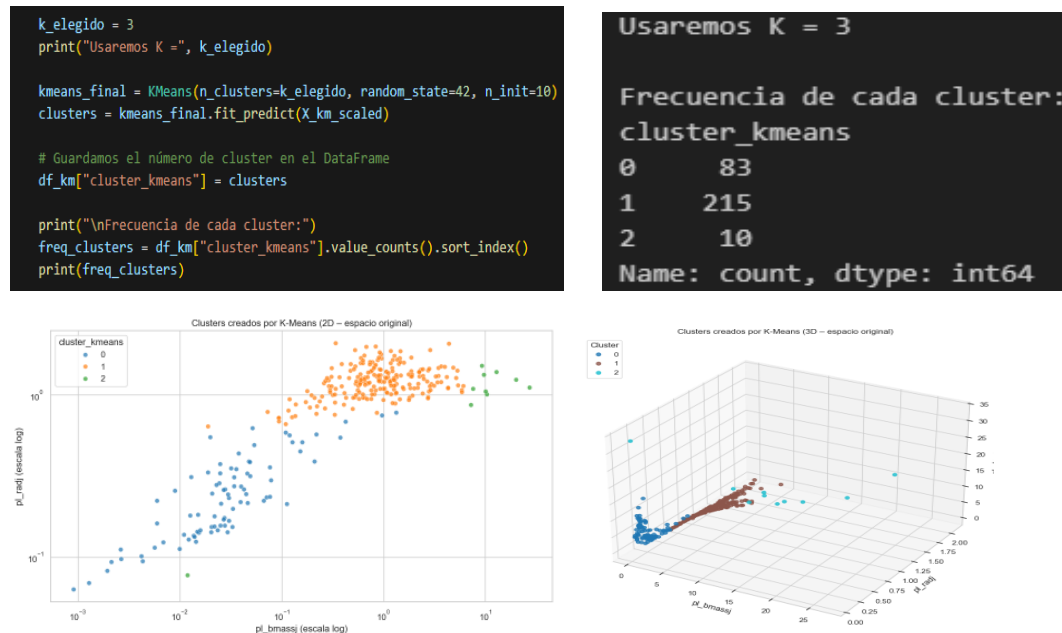 k_elegido = 3
print("Usaremos K =", k_elegido)
kmeans_final = KMeans(n_clusters=k_elegido, random_state=42, n_init=10)
clusters = kmeans_final.fit_predict(X_km_scaled)
# Guardamos el número de cluster en el DataFrame
df_km["cluster_kmeans"] = clusters
print("\nFrecuencia de cada cluster:")
freq_clusters = df_km["cluster_kmeans"].value_counts().sort_index()
print(freq_clusters)
Usaremos K = 3
Frecuencia de cada cluster:
cluster_kmeans
0 83
1 215
2 10
Name: count, dtype: int64
Clusters creados por K-Means (2D – espacio original)
cluster_kmeans
0
1
2
10⁰
10⁻¹
pl_radj (escala log)
10⁻³
10⁻²
10⁻¹
10⁰
10¹
pl_bmassj (escala log)
Clusters creados por K-Means (3D – espacio original)
Cluster
0
1
2
35
30
25
20
15
10
5
0
2.00
1.75
1.50
1.25
1.00
0.75
0.50
0.25
0.00
pl_radj
0
5
10
15
20
25
pl_bmassj